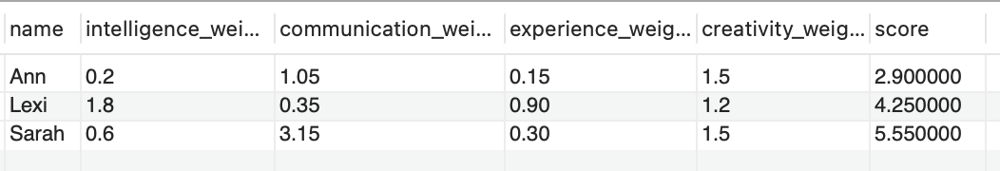 name intelligence_wei... communication_wei... experience_weig... creativity_weig... score
Ann 0.2 1.05 0.15 1.5 2.900000
Lexi 1.8 0.35 0.90 1.2 4.250000
Sarah 0.6 3.15 0.30 1.5 5.550000